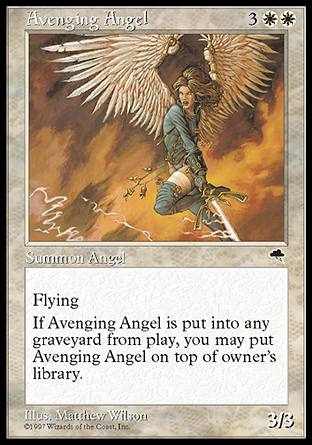 Avenging Angel 3
Summon Angel
Flying
If Avenging Angel is put into any
graveyard from play, you may put
Avenging Angel on top of owner's
library.
Illus. Matthew Wilson
©1997 Wizards of the Coast, Inc.
3/3